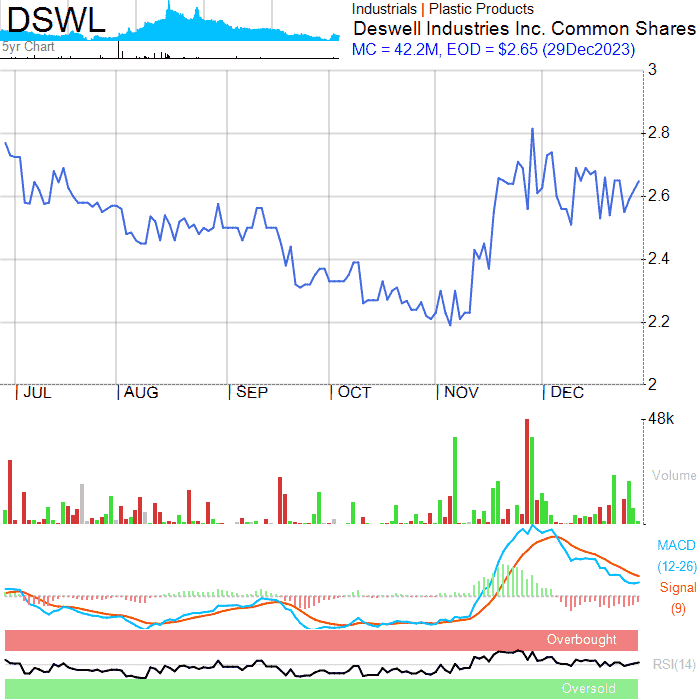 DSWL
5yr Chart
Industrials | Plastic Products
Deswell Industries Inc. Common Shares
MC = 42.2M, EOD = $2.65 (29Dec2023)
3
2.8
2.6
2.4
2.2
2
JUL AUG SEP OCT NOV DEC
48k
Volume
MACD
(12-26)
Signal
(9)
Overbought
RSI(14)
Oversold